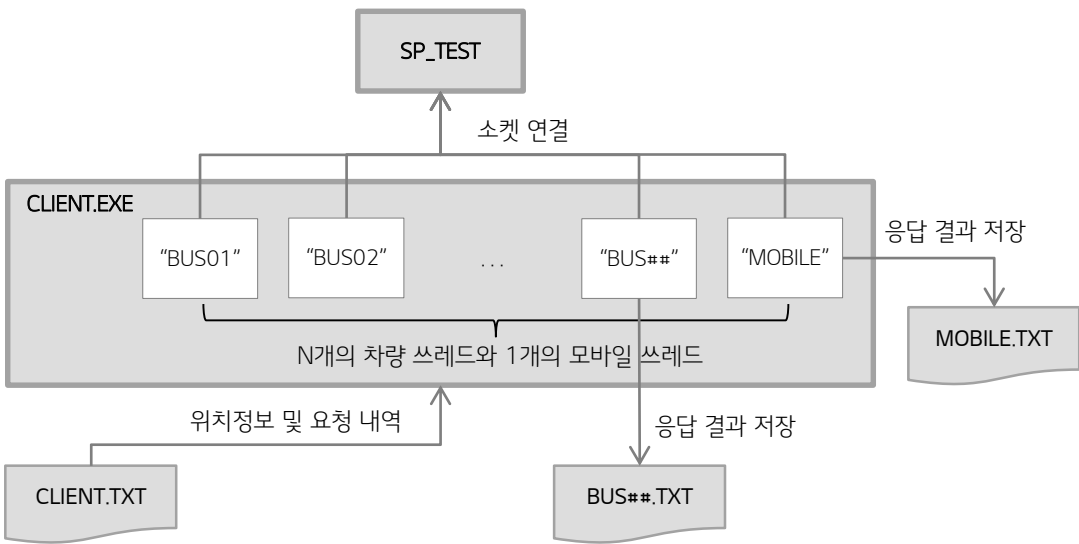 SP_TEST
소켓 연결
CLIENT.EXE
“BUS01”
“BUS02”
...
“BUS##”
“MOBILE”
응답 결과 저장
N개의 차량 쓰레드와 1개의 모바일 쓰레드
MOBILE.TXT
위치정보 및 요청 내역
응답 결과 저장
CLIENT.TXT
BUS##.TXT